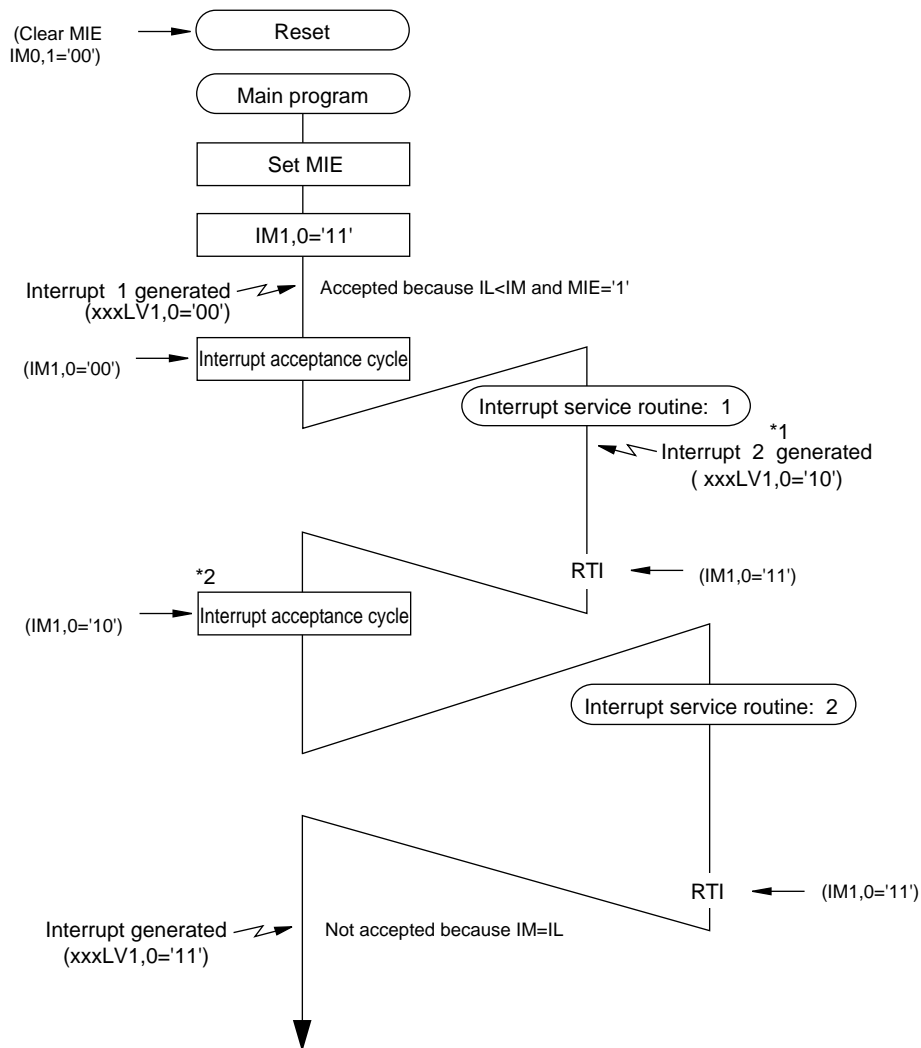 (Clear MIE
IM0,1='00')
Reset
Main program
Set MIE
IM1,0='11'
Interrupt 1 generated
(xxxLV1,0='00')
Accepted because IL<IM and MIE='1'
(IM1,0='00')
Interrupt acceptance cycle
Interrupt service routine: 1
*1
Interrupt 2 generated
( xxxLV1,0='10')
RTI
(IM1,0='11')
*2
(IM1,0='10')
Interrupt acceptance cycle
Interrupt service routine: 2
RTI
(IM1,0='11')
Interrupt generated
(xxxLV1,0='11')
Not accepted because IM=IL